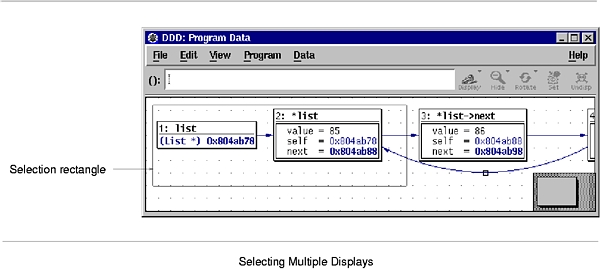 DDD: Program Data
File Edit View Program Data Help
():
Display Hide Rotate Set Undisp
1: list
(List *) 0x804ab78
2: *list
value = 85
self = 0x804ab78
next = 0x804ab88
3: *list->next
value = 86
self = 0x804ab88
next = 0x804ab98
4
Selection rectangle
Selecting Multiple Displays